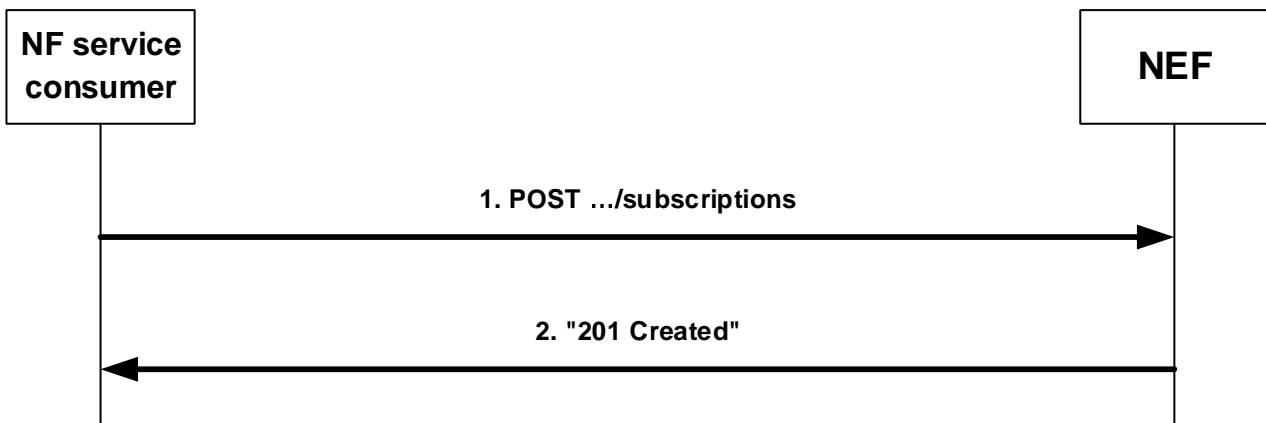 NF service
consumer
NEF
1. POST …/subscriptions
2. "201 Created"